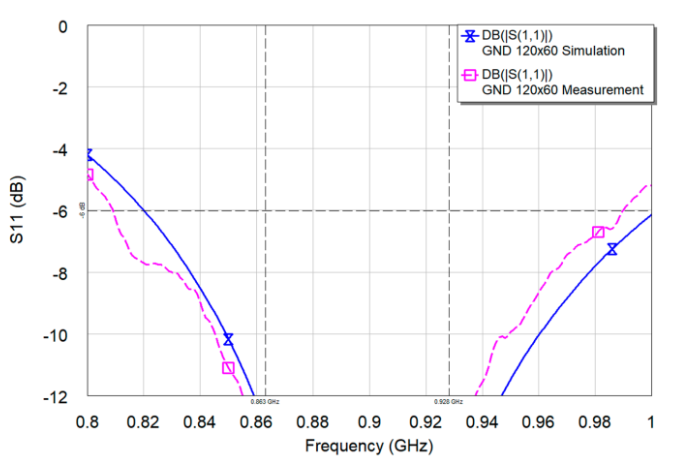 DB(|S(1,1)|)
GND 120x60 Simulation
DB(|S(1,1)|)
GND 120x60 Measurement
S11 (dB)
0
-2
-4
-6
-8
-10
-12
-6 dB
0.863 GHz
0.928 GHz
0.8 0.82 0.84 0.86 0.88 0.9 0.92 0.94 0.96 0.98 1
Frequency (GHz)